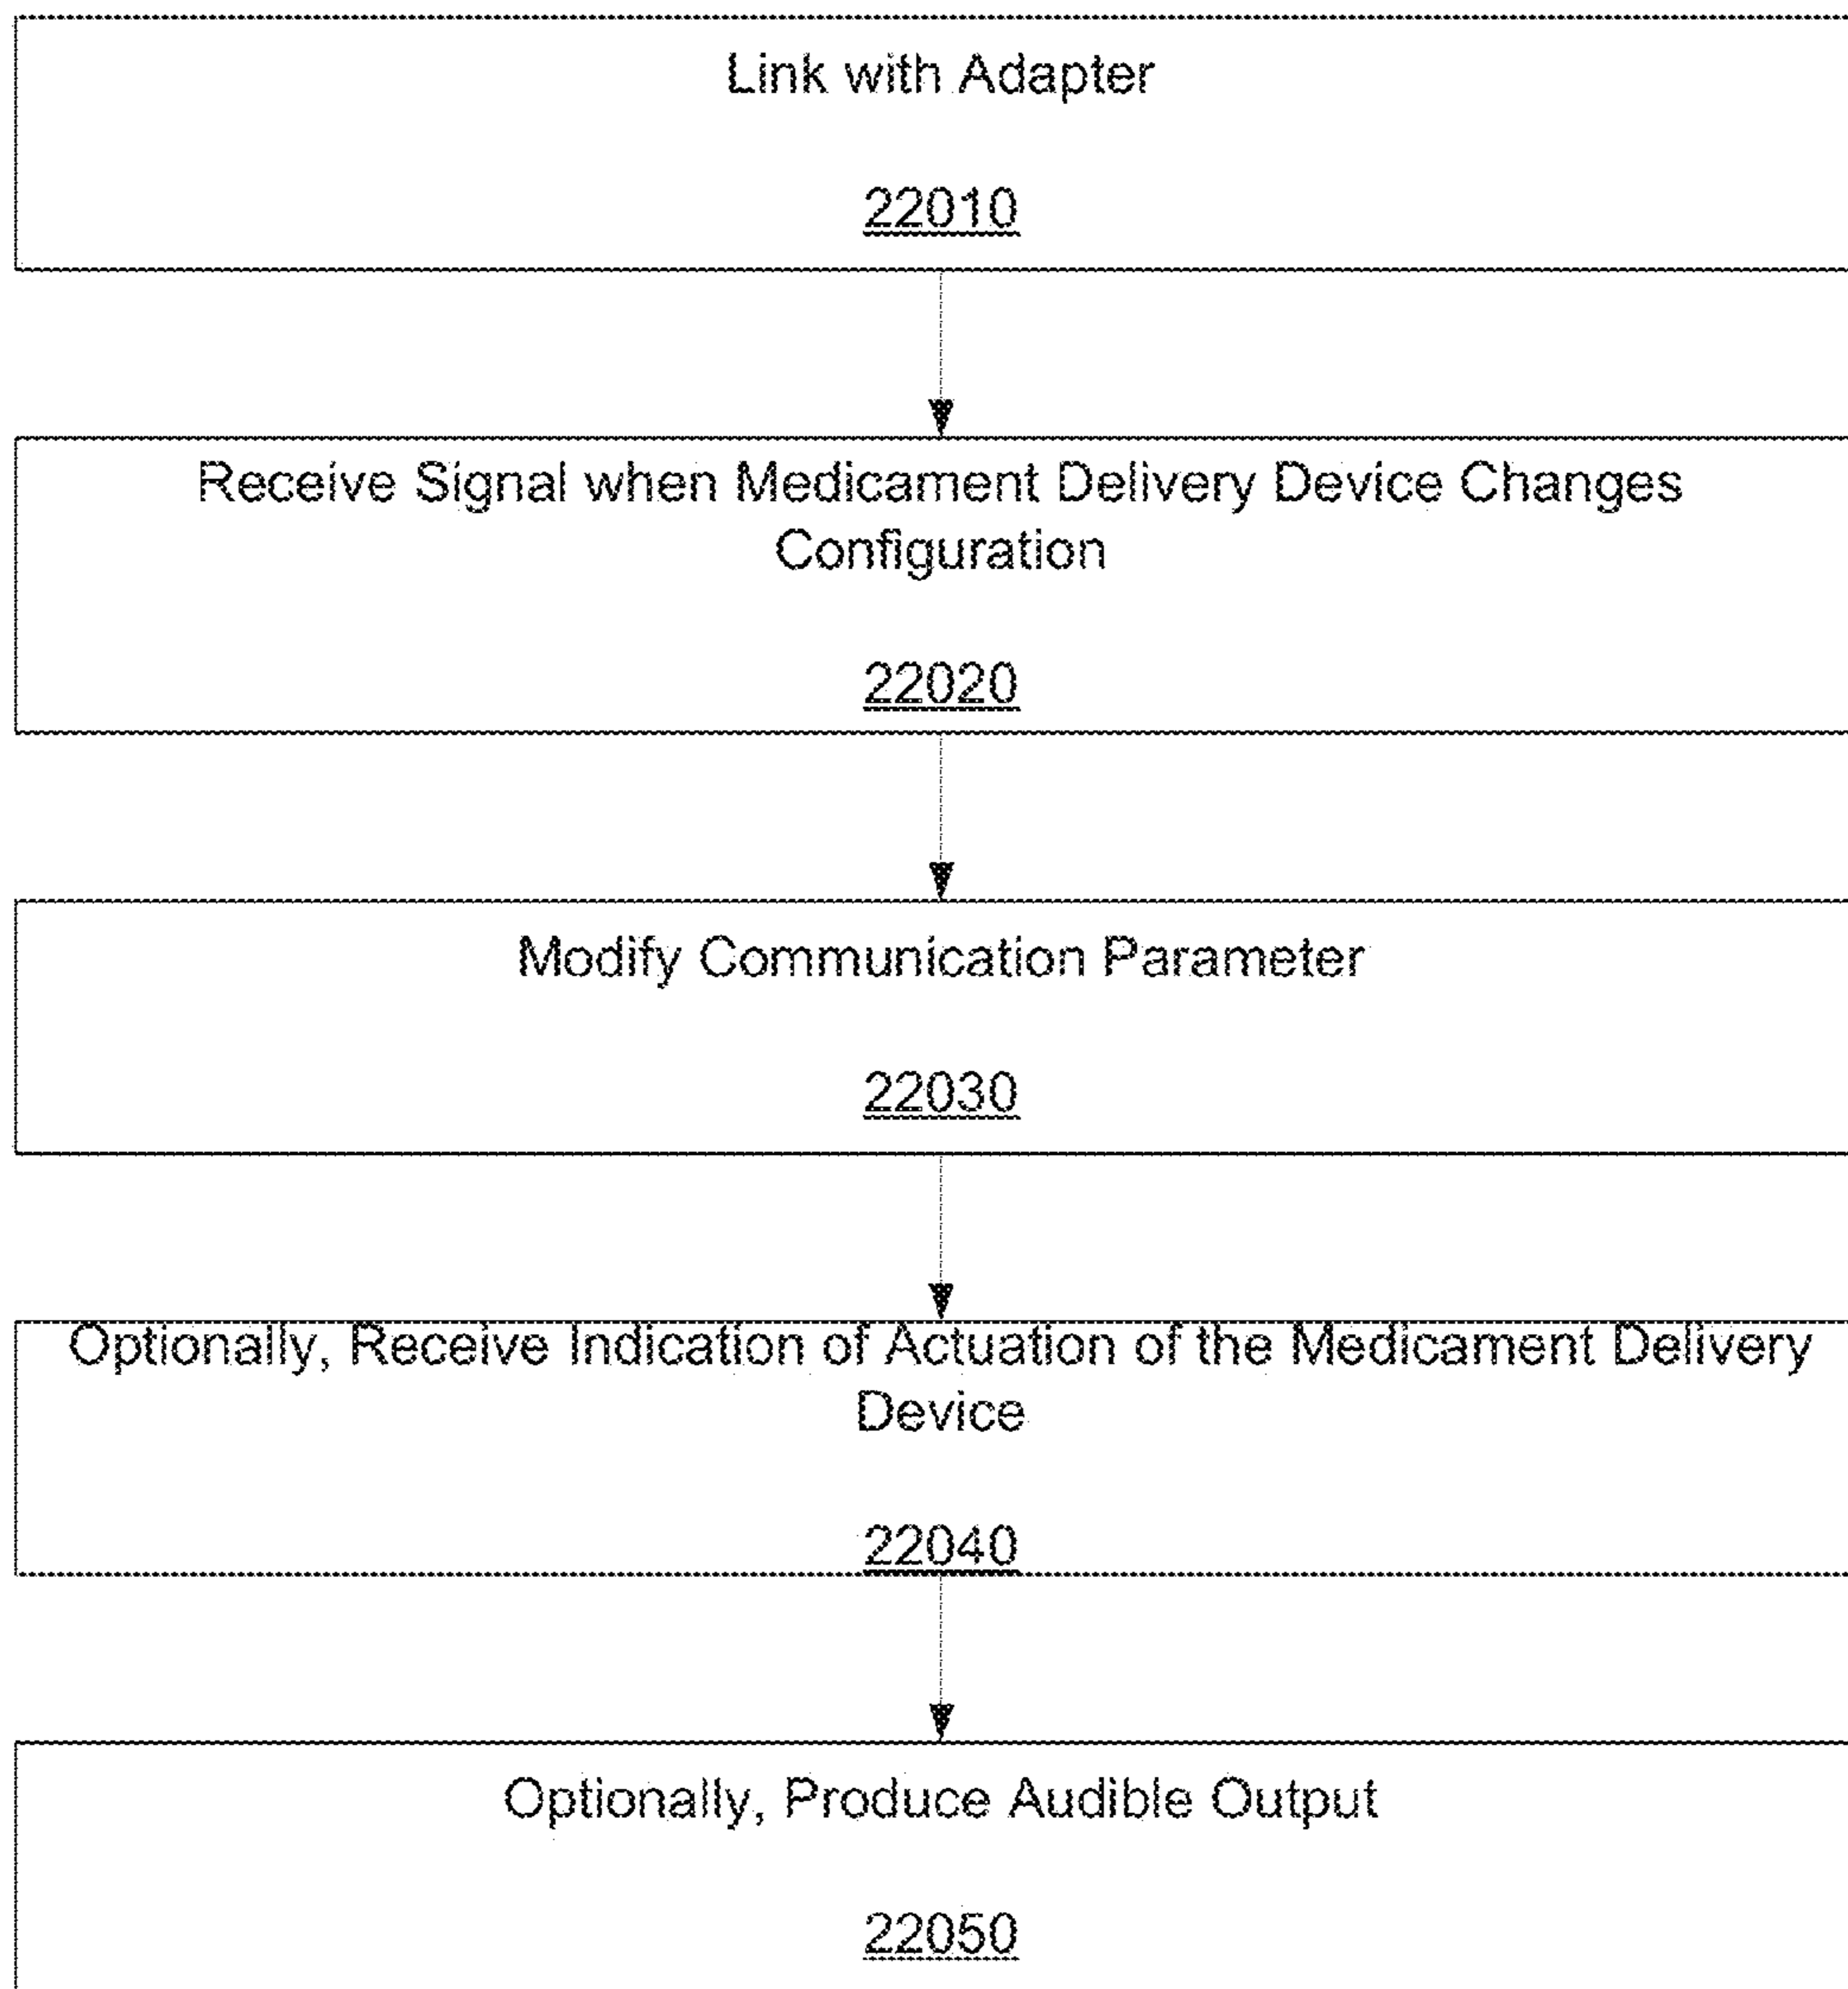 Link with Adapter
22010
Receive Signal when Medicament Delivery Device Changes
Configuration
22020
Modify Communication Parameter
22030
Optionally, Receive Indication of Actuation of the Medicament Delivery
Device
22040
Optionally, Produce Audible Output
22050